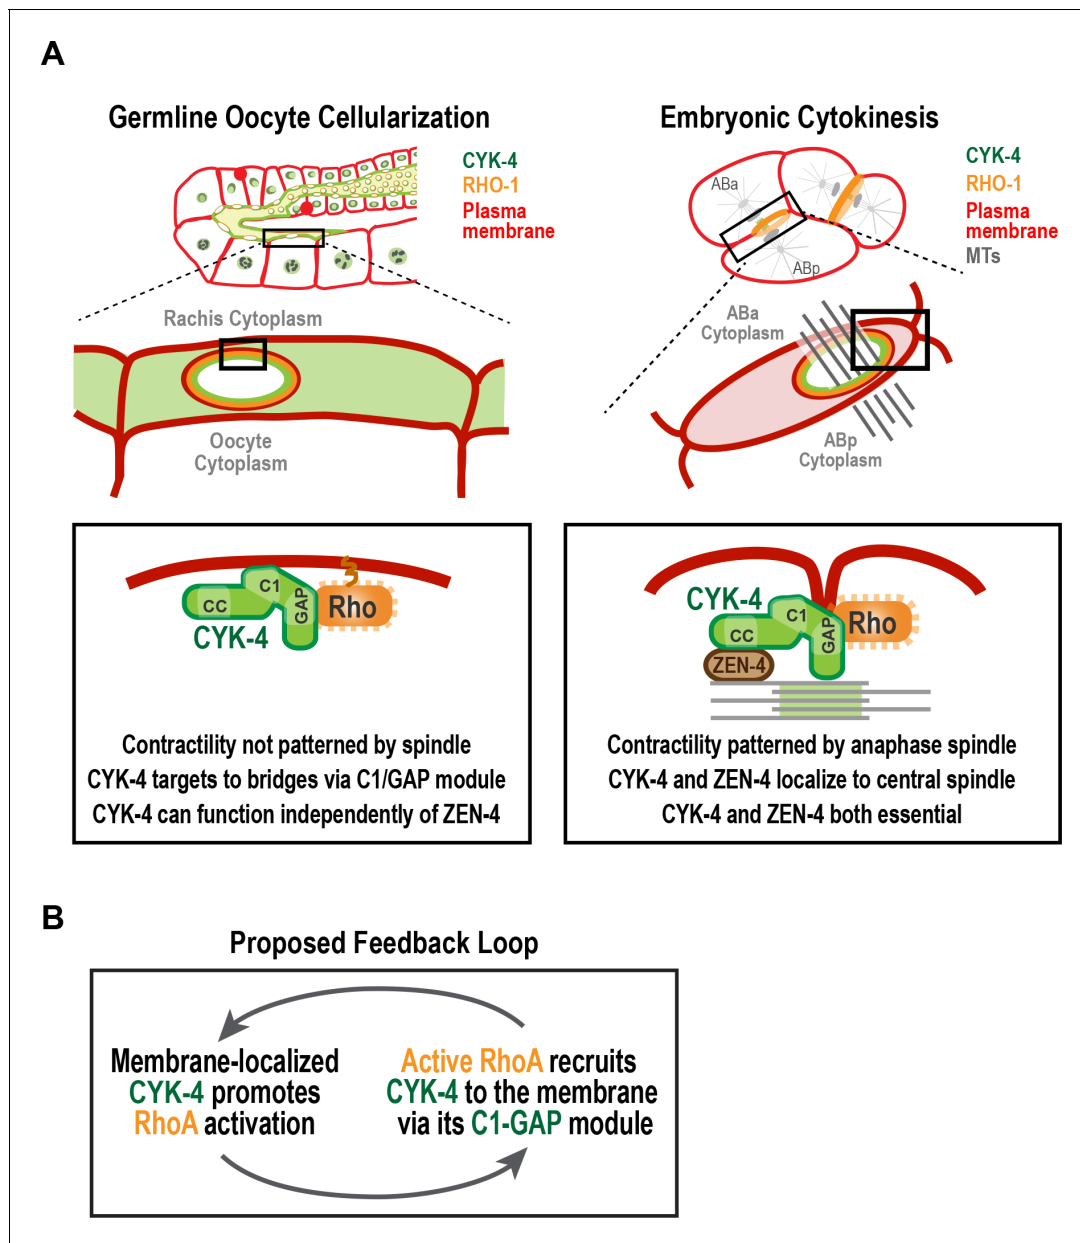 A
Germline Oocyte Cellularization
CYK-4
RHO-1
Plasma
membrane
Rachis Cytoplasm
Oocyte
Cytoplasm
CC
C1
GAP
Rho
CYK-4
Contractility not patterned by spindle
CYK-4 targets to bridges via C1/GAP module
CYK-4 can function independently of ZEN-4
Embryonic Cytokinesis
ABa
ABp
CYK-4
RHO-1
Plasma
membrane
MTs
ABa
Cytoplasm
ABp
Cytoplasm
CYK-4
CC
C1
GAP
Rho
ZEN-4
Contractility patterned by anaphase spindle
CYK-4 and ZEN-4 localize to central spindle
CYK-4 and ZEN-4 both essential
B
Proposed Feedback Loop
Membrane-localized
CYK-4 promotes
RhoA activation
Active RhoA recruits
CYK-4 to the membrane
via its C1-GAP module